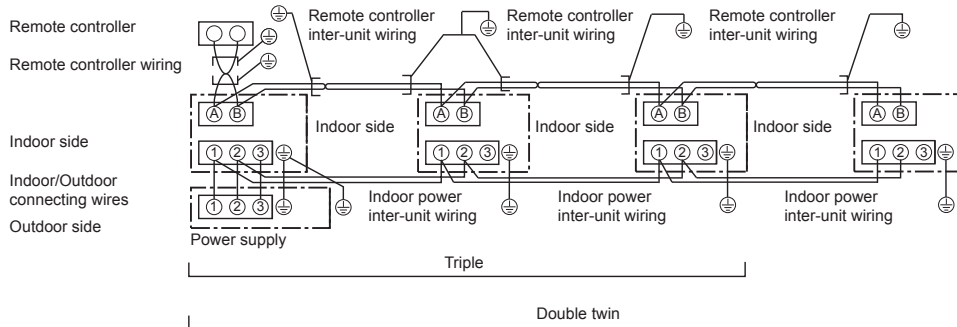 Remote controller
Remote controller inter-unit wiring
Remote controller inter-unit wiring
Remote controller inter-unit wiring
Remote controller wiring
A B
A B
A B
A B
Indoor side
Indoor side
Indoor side
Indoor side
1 2 3
1 2 3
1 2 3
1 2 3
Indoor/Outdoor
connecting wires
Indoor power
inter-unit wiring
Indoor power
inter-unit wiring
Indoor power
inter-unit wiring
1 2 3
Outdoor side
Power supply
Triple
Double twin